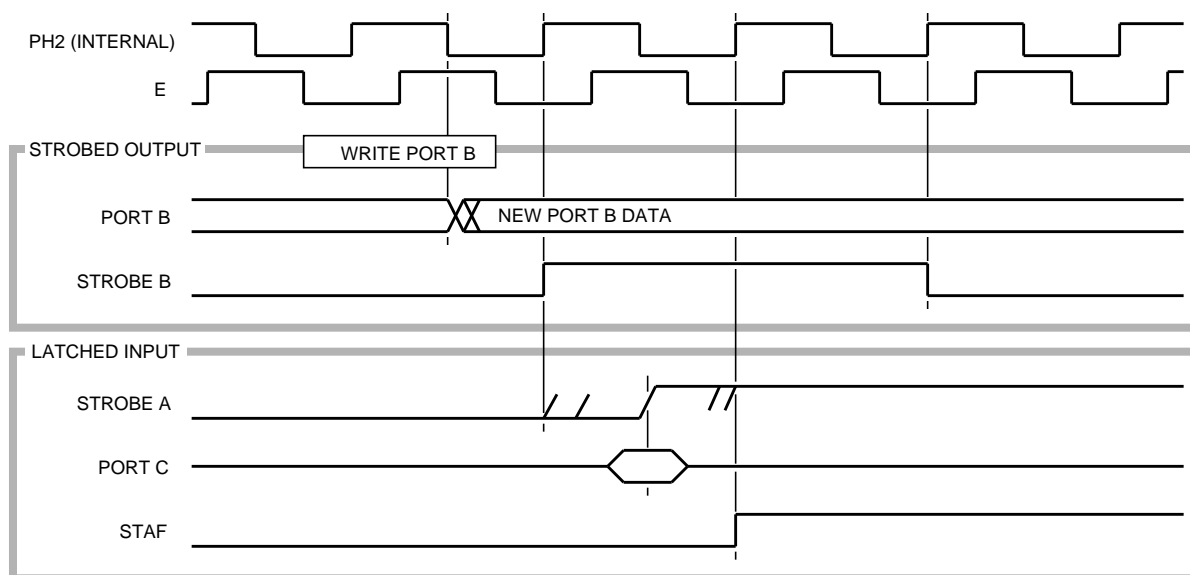 PH2 (INTERNAL)
E
STROBED OUTPUT
WRITE PORT B
PORT B
NEW PORT B DATA
STROBE B
LATCHED INPUT
STROBE A
PORT C
STAF